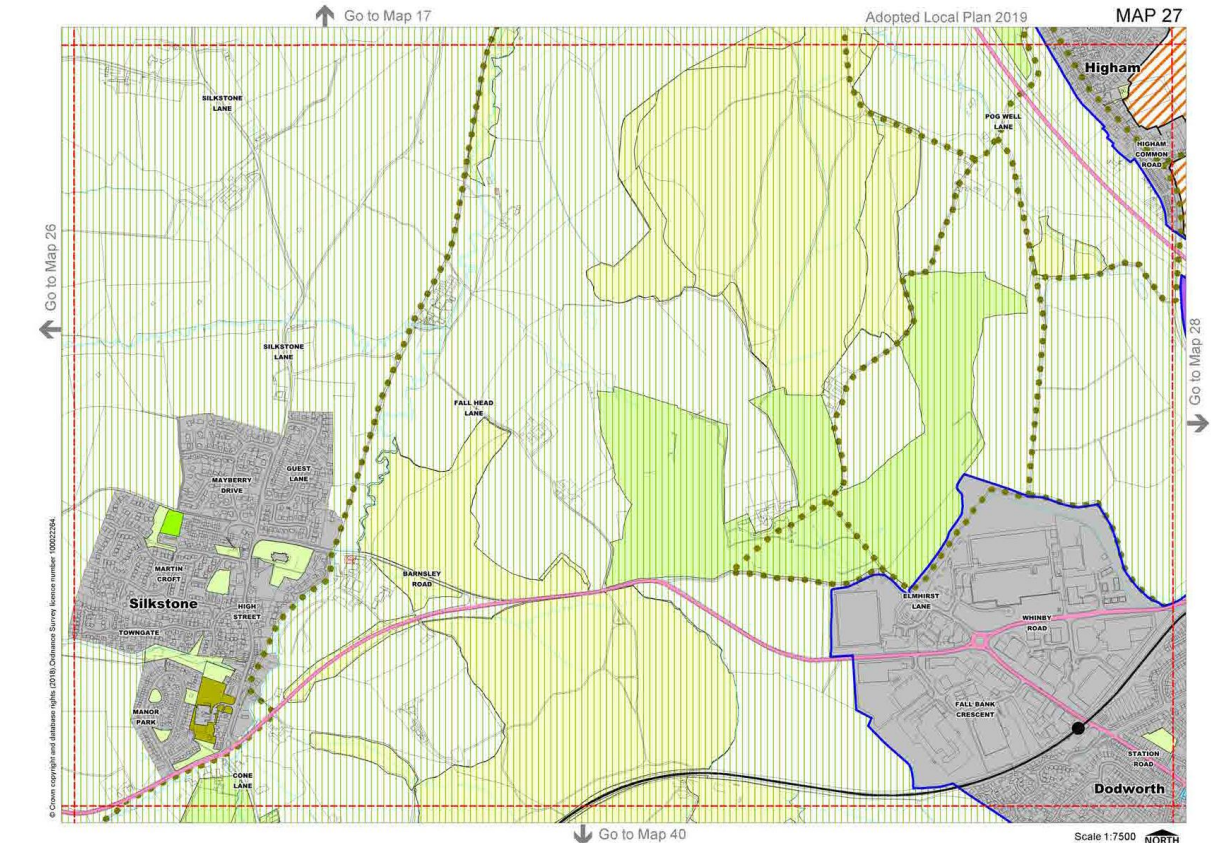 Go to Map 17
Adopted Local Plan 2019
MAP 27
Higham
SILKSTONE
LANE
POG WELL
LANE
HIGHAM
COMMON
ROAD
Go to Map 26
Go to Map 28
SILKSTONE
LANE
FALL HEAD
LANE
GUEST
LANE
MAYBERRY
DRIVE
MARTIN
CROFT
BARNSLEY
ROAD
Silkstone
HIGH
STREET
ELMHIRST
LANE
WHINBY
ROAD
TOWNGATE
MANOR
PARK
FALL BANK
CRESCENT
STATION
ROAD
CONE
LANE
Dodworth
© Crown copyright and database rights (2018) Ordnance Survey licence number 100022264.
Go to Map 40
Scale 1:7500
NORTH